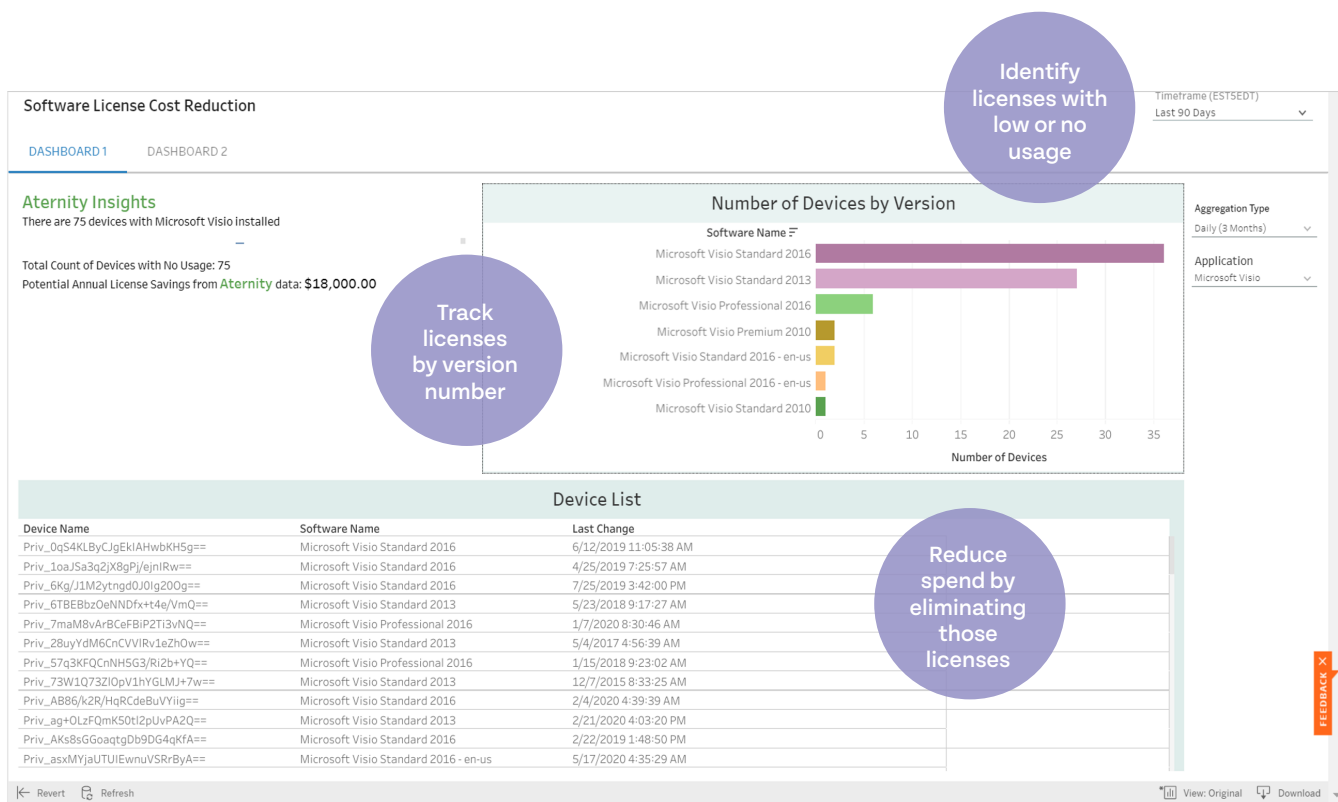 Identify
licenses with
low or no
usage
Software License Cost Reduction
Timeframe (EST5EDT)
Last 90 Days
DASHBOARD 1
DASHBOARD 2
Aternity Insights
There are 75 devices with Microsoft Visio installed
Total Count of Devices with No Usage: 75
Potential Annual License Savings from Aternity data: $18,000.00
Track
licenses
by version
number
Number of Devices by Version
Software Name
Microsoft Visio Standard 2016
Microsoft Visio Standard 2013
Microsoft Visio Professional 2016
Microsoft Visio Premium 2010
Microsoft Visio Standard 2016 - en-us
Microsoft Visio Professional 2016 - en-us
Microsoft Visio Standard 2010
0 5 10 15 20 25 30 35
Number of Devices
Aggregation Type
Daily (3 Months)
Application
Microsoft Visio
Device List
Device Name Software Name Last Change
Priv_0qS4KLByCJgEkIAHwbKH5g== Microsoft Visio Standard 2016 6/12/2019 11:05:38 AM
Priv_1oaJSa3q2jX8gPj/ejnIRw== Microsoft Visio Standard 2016 4/25/2019 7:25:57 AM
Priv_6Kg/J1M2ytngd0J0Ig20Og== Microsoft Visio Standard 2016 7/25/2019 3:42:00 PM
Priv_6TBEBbzOeNNDfx+t4e/VmQ== Microsoft Visio Standard 2013 5/23/2018 9:17:27 AM
Priv_7maM8vArBCeFBiP2Ti3vNQ== Microsoft Visio Professional 2016 1/7/2020 8:30:46 AM
Priv_28uyYdM6CnCVVIRv1eZhOw== Microsoft Visio Standard 2013 5/4/2017 4:56:39 AM
Priv_57q3KFQCnNH5G3/Ri2b+YQ== Microsoft Visio Professional 2016 1/15/2018 9:23:02 AM
Priv_73W1Q73ZIOpV1hYGLMJ+7w== Microsoft Visio Standard 2013 12/7/2015 8:33:25 AM
Priv_AB86/k2R/HqRCdeBuVYiig== Microsoft Visio Standard 2016 2/4/2020 4:39:39 AM
Priv_ag+OLzFQmK50tI2pUvPA2Q== Microsoft Visio Standard 2013 2/21/2020 4:03:20 PM
Priv_AKs8sGGoaqtgDb9DG4qKfA== Microsoft Visio Standard 2016 2/22/2019 1:48:50 PM
Priv_asxMYjaUTUIEwnuVSRrByA== Microsoft Visio Standard 2016 - en-us 5/17/2020 4:35:29 AM
Reduce
spend by
eliminating
those
licenses
FEEDBACK
Revert Refresh View: Original Download